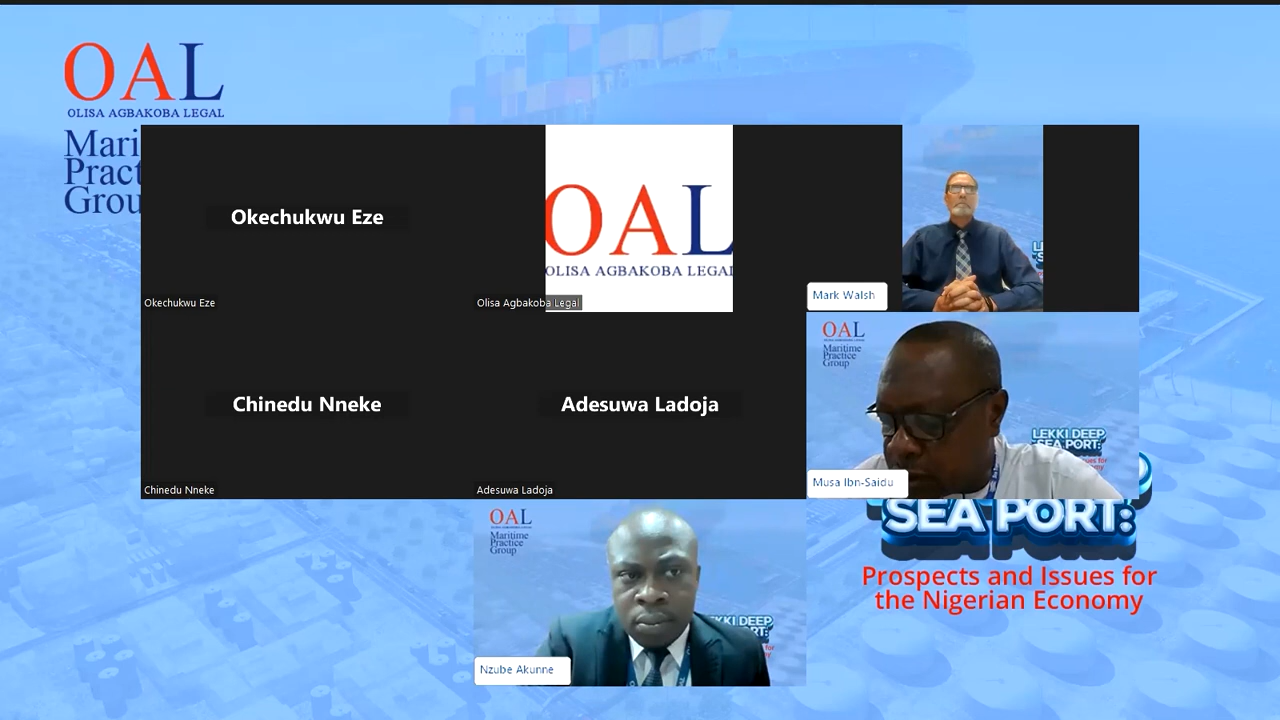 OAL
OLISA AGBAKOBA LEGAL
Mari
Pract
Grou
Okechukwu Eze
Okechukwu Eze
OAL
OLISA AGBAKOBA LEGAL
Olisa Agbakoba Legal
Mark Walsh
Chinedu Nneke
Chinedu Nneke
Adesuwa Ladoja
Adesuwa Ladoja
OAL
Maritime
Practice
Group
LEKKI DEEP
SEA PORT:
Musa Ibn-Saidu
SEA PORT:
Prospects and Issues for
the Nigerian Economy
OAL
Maritime
Practice
Group
Nzube Akunne